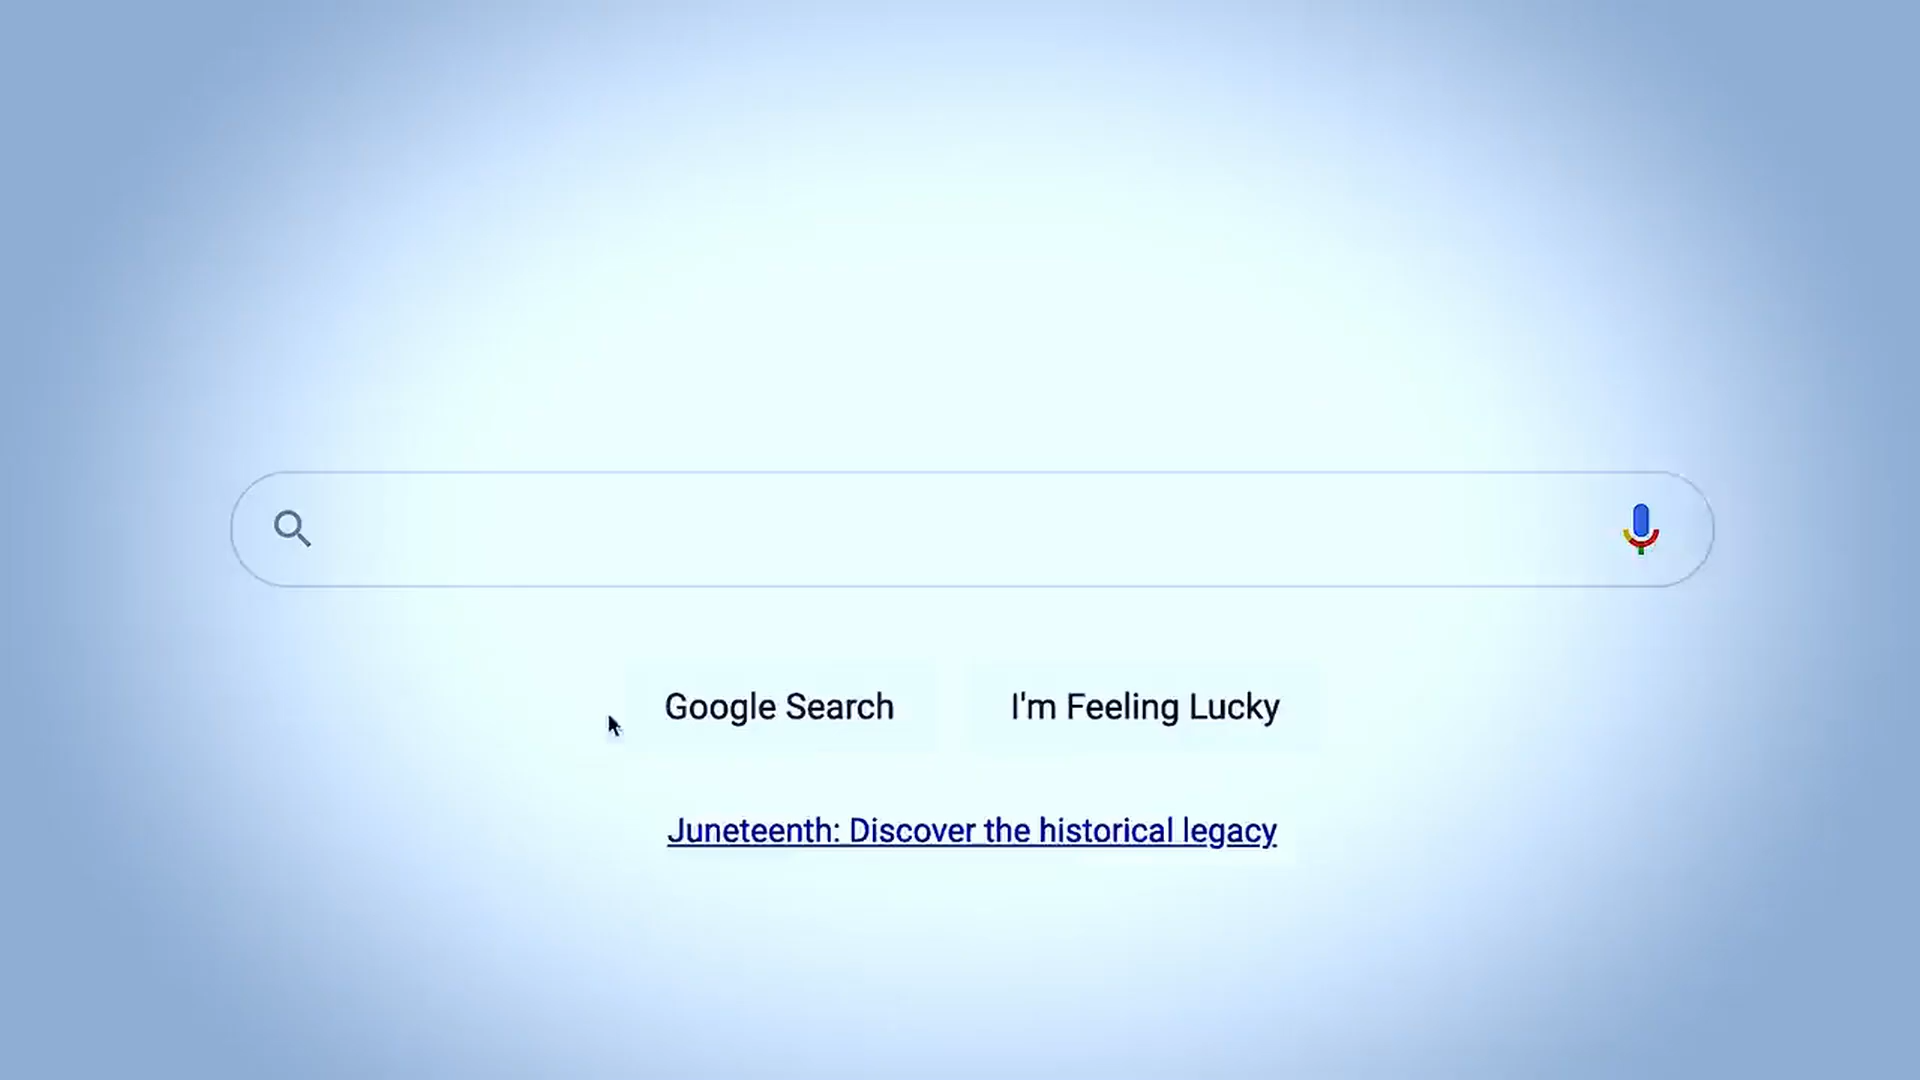 Google Search
I'm Feeling Lucky
Juneteenth: Discover the historical legacy